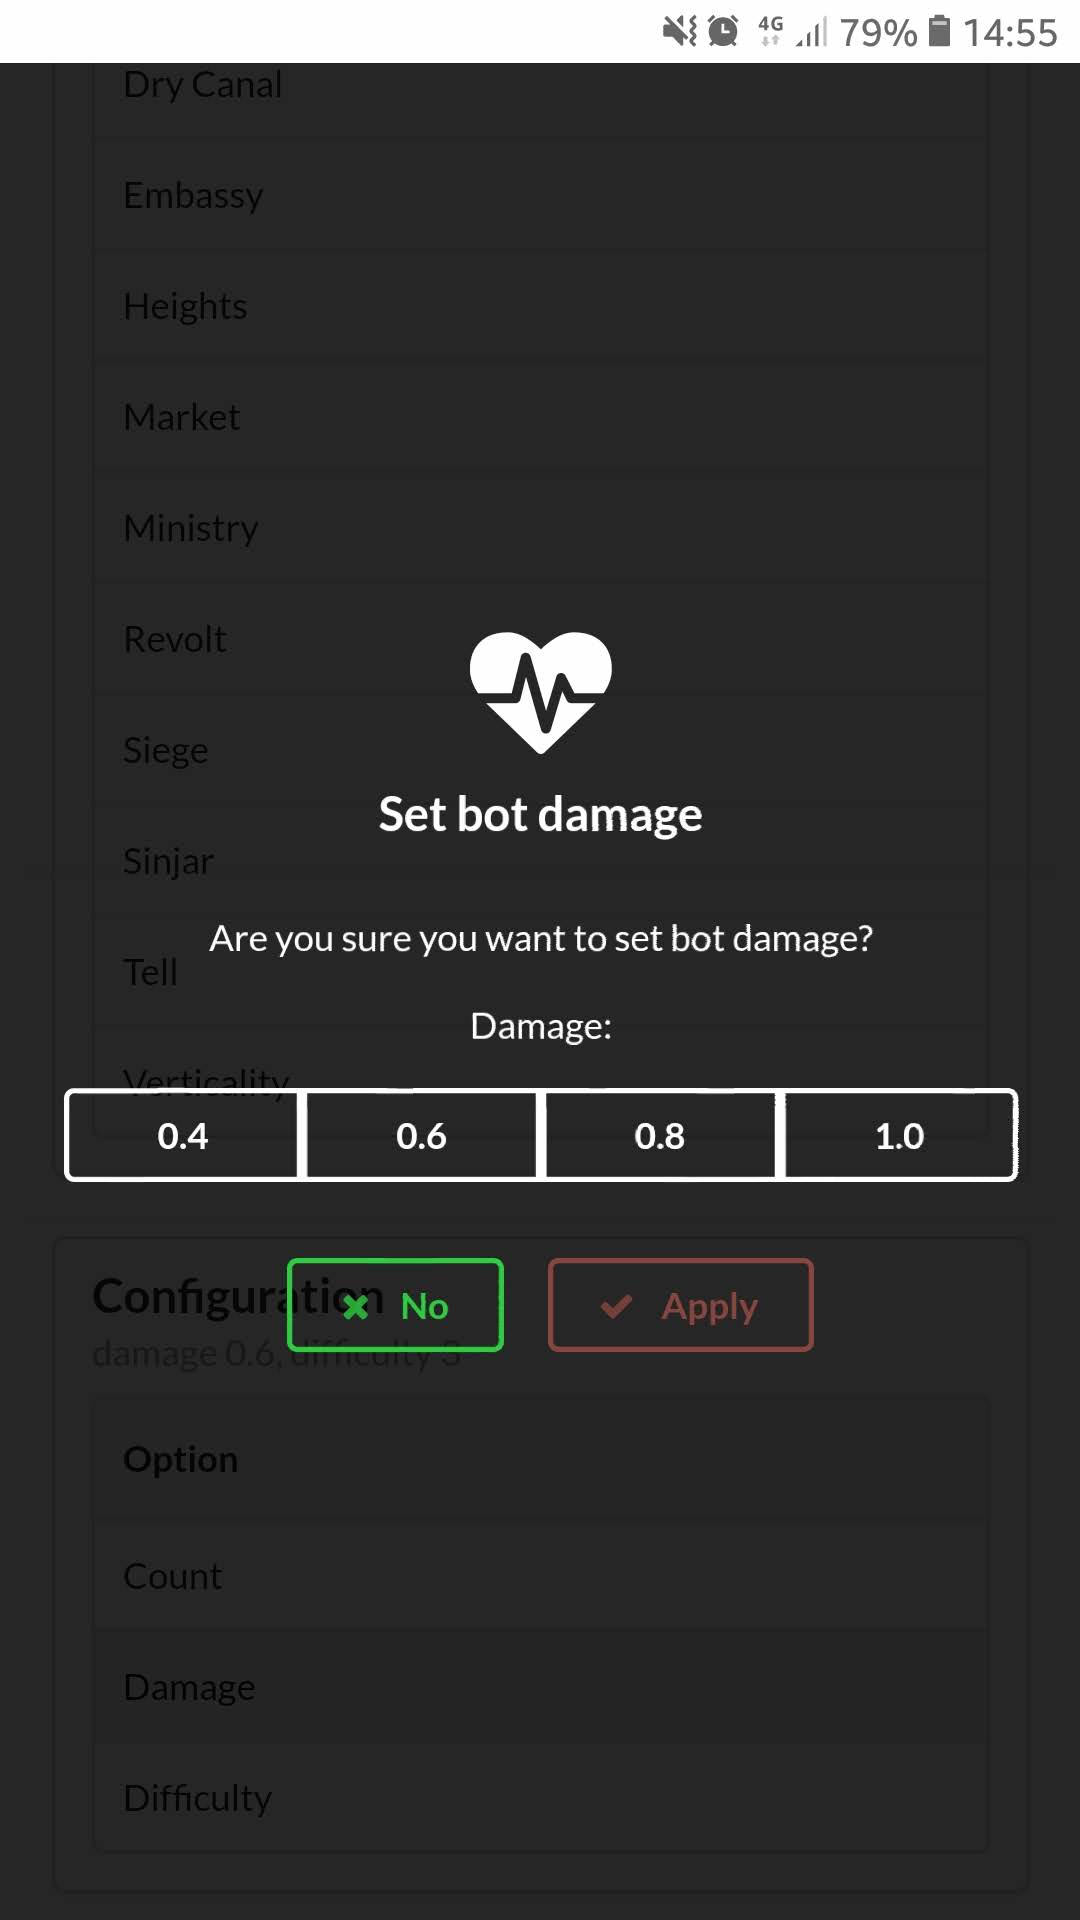 4G 79% 14:55
Dry Canal
Embassy
Heights
Market
Ministry
Revolt
Siege
Set bot damage
Sinjar
Are you sure you want to set bot damage?
Tell
Damage:
Verticality
0.4 0.6 0.8 1.0
Configuration
No Apply
damage 0.6, difficulty 3
Option
Count
Damage
Difficulty